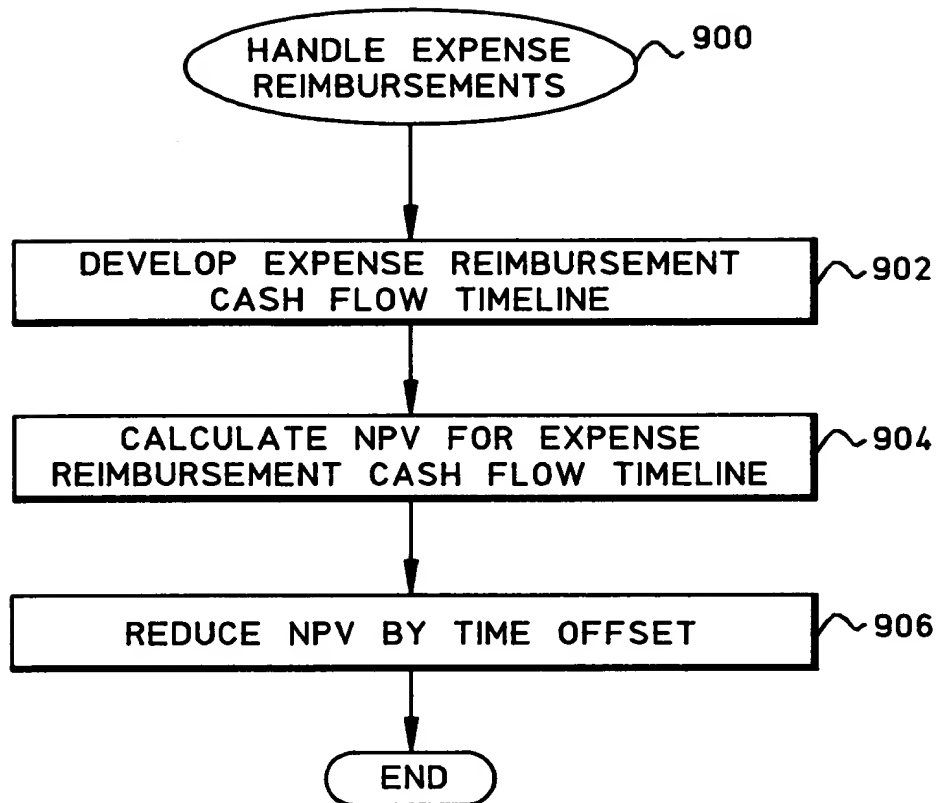 HANDLE EXPENSE
REIMBURSEMENTS
900
DEVELOP EXPENSE REIMBURSEMENT
CASH FLOW TIMELINE
902
CALCULATE NPV FOR EXPENSE
REIMBURSEMENT CASH FLOW TIMELINE
904
REDUCE NPV BY TIME OFFSET
906
END